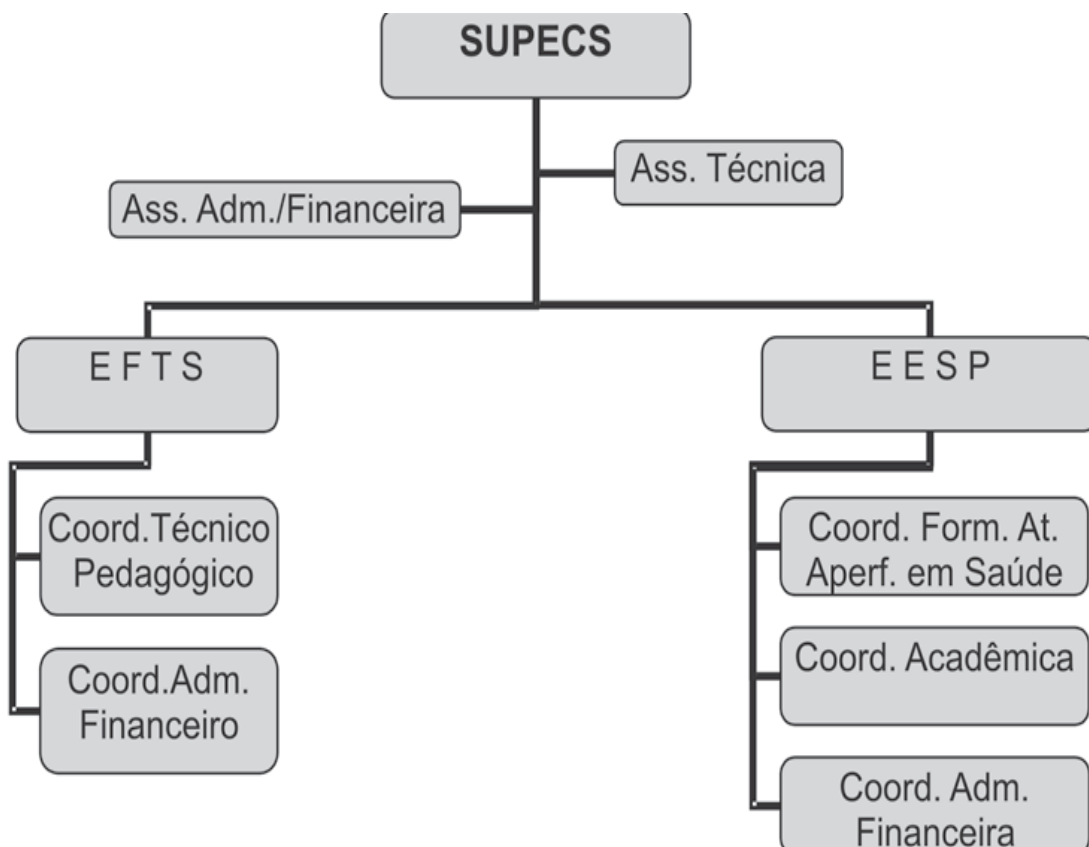 SUPECS
Ass. Técnica
Ass. Adm./Financeira
E F T S
E E S P
Coord.Técnico
Pedagógico
Coord.Adm.
Financeiro
Coord. Form. At.
Aperf. em Saúde
Coord. Acadêmica
Coord. Adm.
Financeira